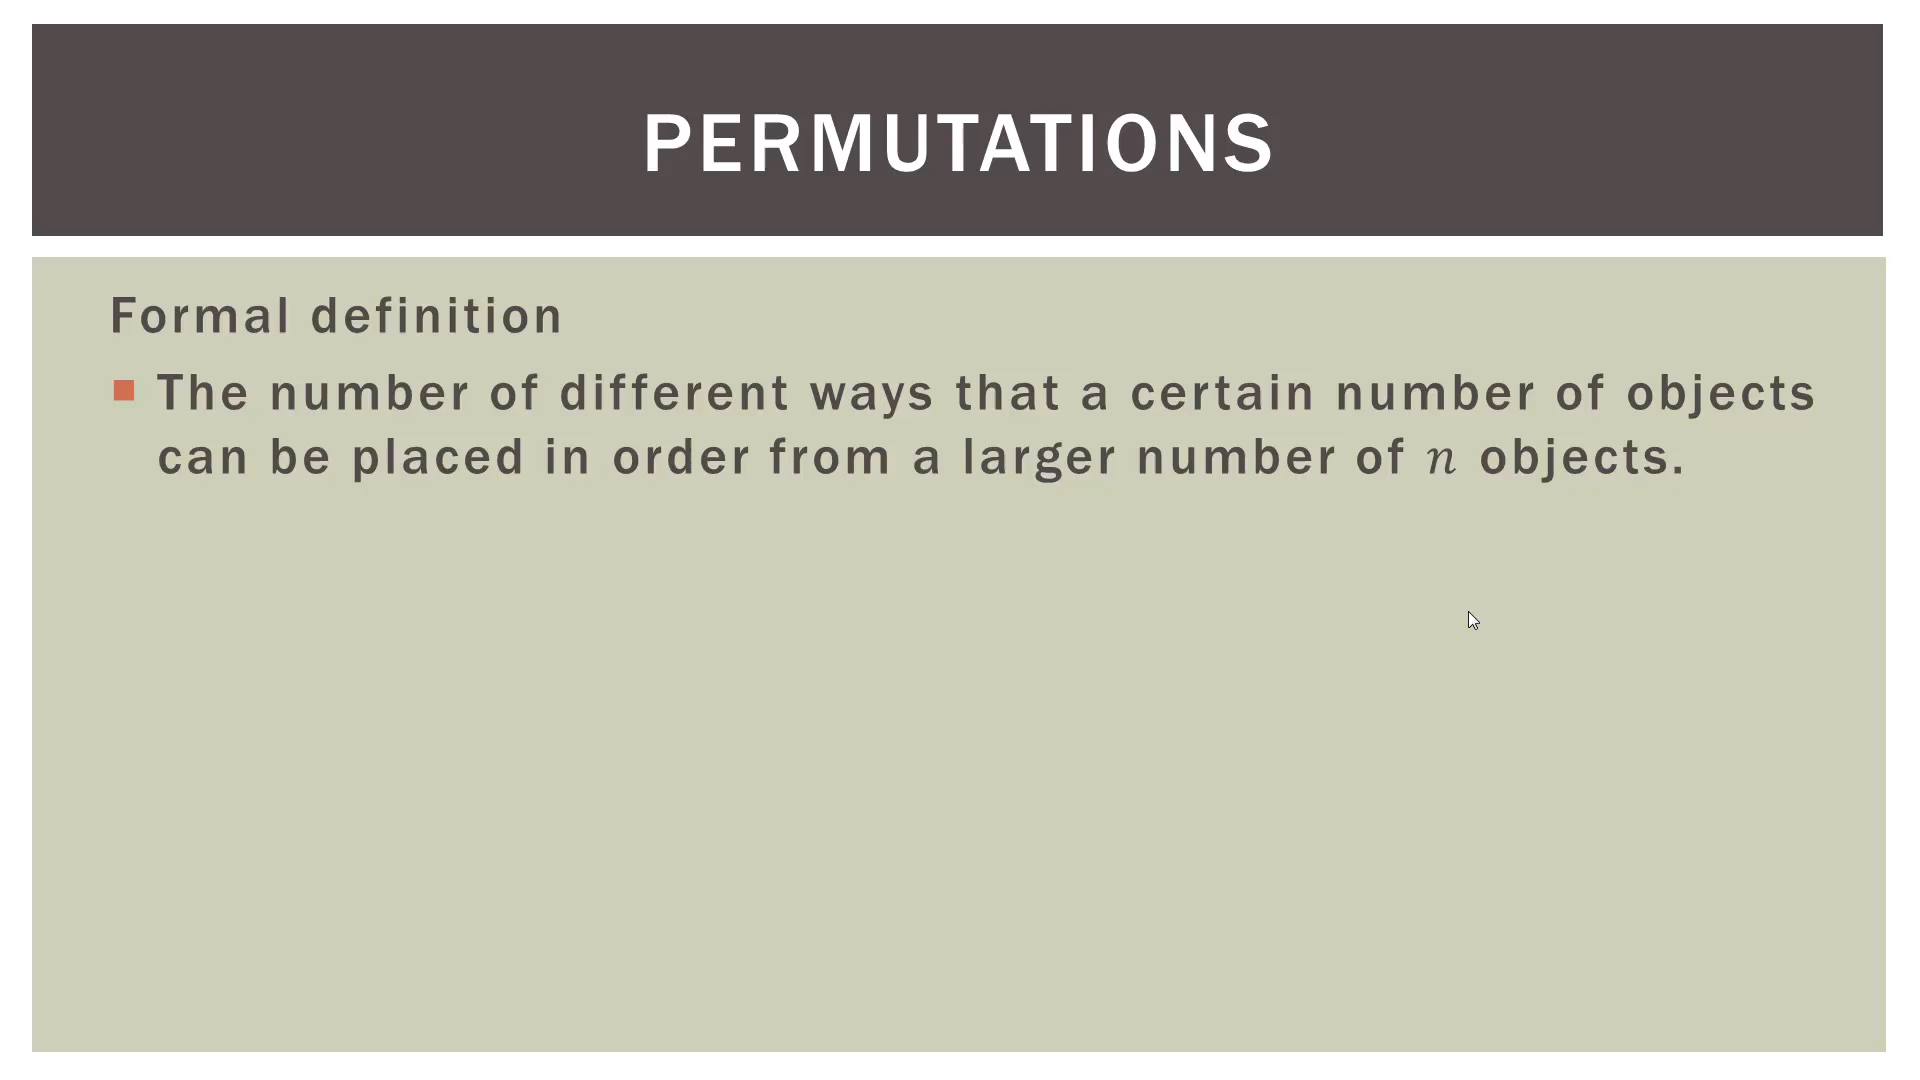 PERMUTATIONS
Formal definition
The number of different ways that a certain number of objects
can be placed in order from a larger number of n objects.